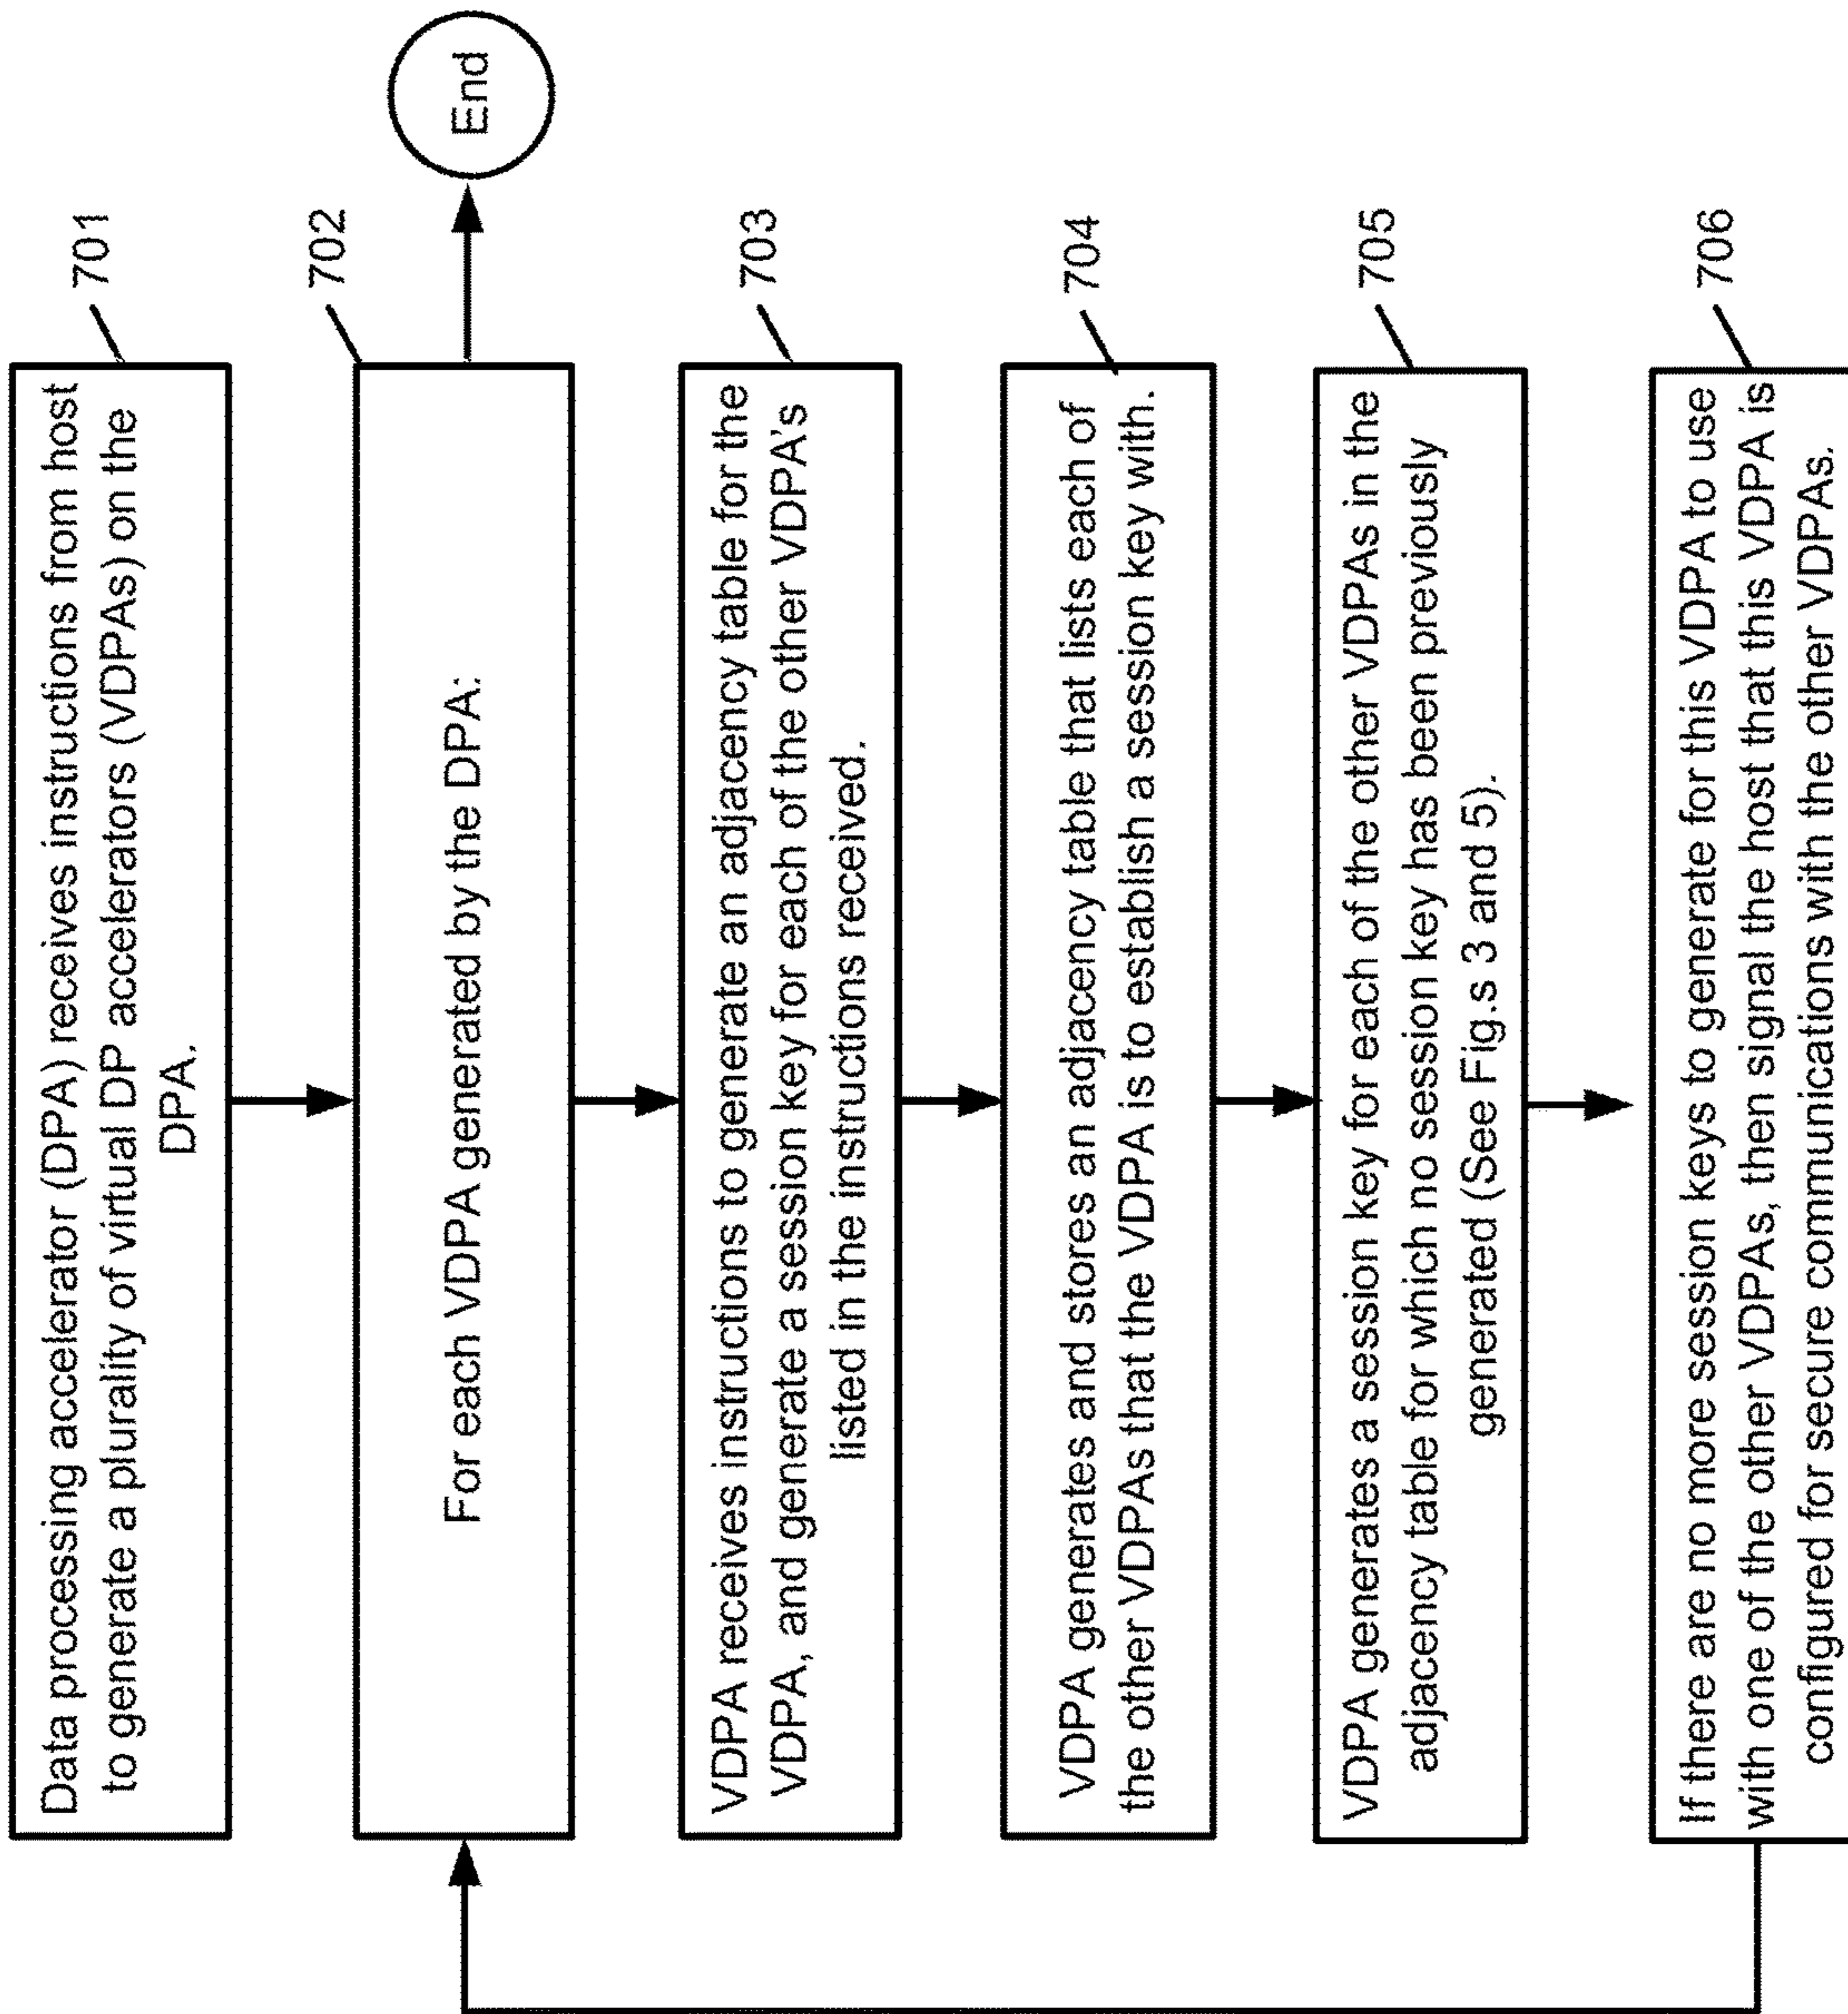 Data processing accelerator (DPA) receives instructions from host
to generate a plurality of virtual DP accelerators (VDPAs) on the
DPA.
701
For each VDPA generated by the DPA:
702
End
VDPA receives instructions to generate an adjacency table for the
VDPA, and generate a session key for each of the other VDPA's
listed in the instructions received.
703
VDPA generates and stores an adjacency table that lists each of
the other VDPAs that the VDPA is to establish a session key with.
704
VDPA generates a session key for each of the other VDPAs in the
adjacency table for which no session key has been previously
generated (See Fig.s 3 and 5).
705
If there are no more session keys to generate for this VDPA to use
with one of the other VDPAs, then signal the host that this VDPA is
configured for secure communications with the other VDPAs.
706